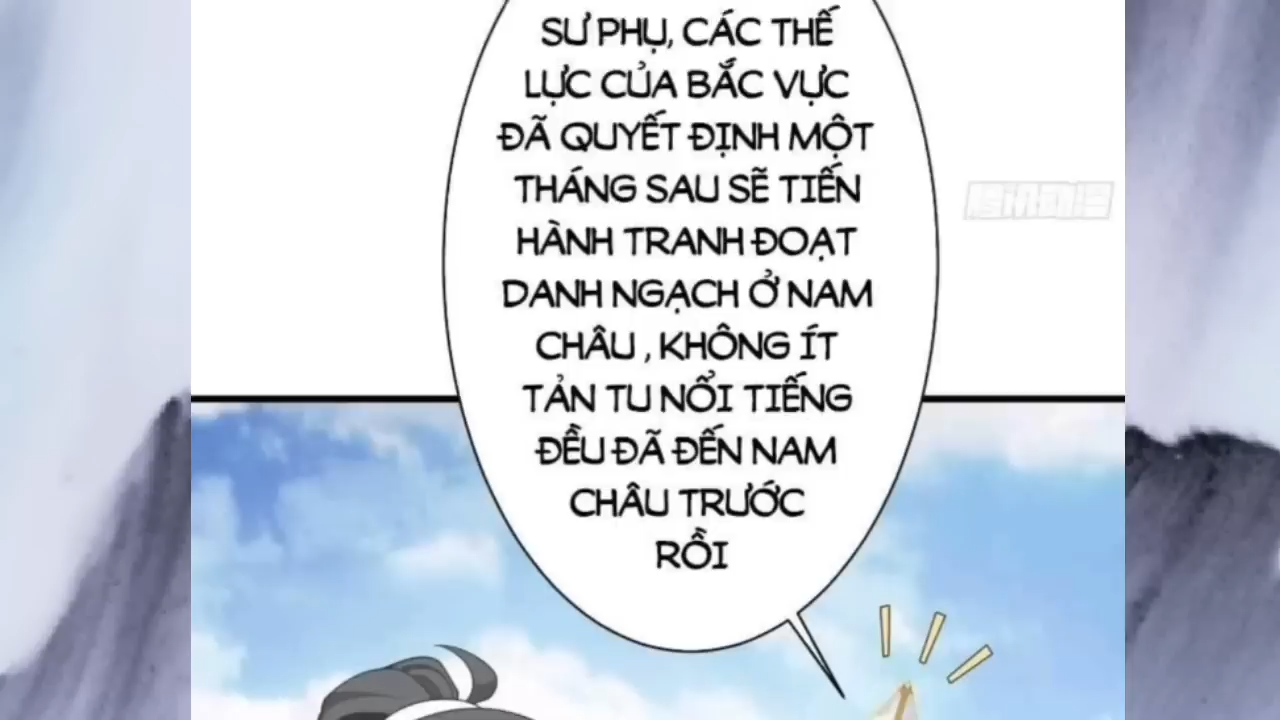 SƯ PHỤ, CÁC THẾ
LỰC CỦA BẮC VỰC
ĐÃ QUYẾT ĐỊNH MỘT
THÁNG SAU SẼ TIẾN
HÀNH TRANH ĐOẠT
DANH NGẠCH Ở NAM
CHÂU , KHÔNG ÍT
TẢN TU NỔI TIẾNG
ĐỀU ĐÃ ĐẾN NAM
CHÂU TRƯỚC
RỒI